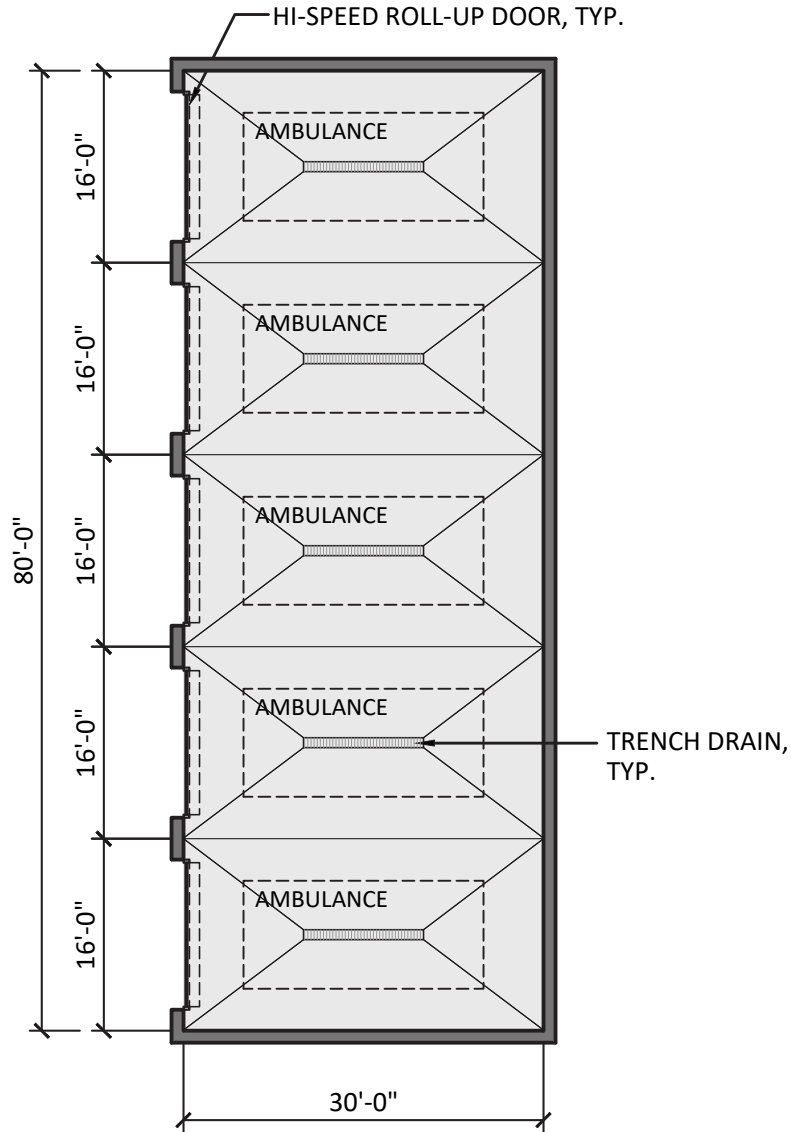 HI-SPEED ROLL-UP DOOR, TYP.
AMBULANCE
16'-0"
AMBULANCE
16'-0"
AMBULANCE
80'-0"
16'-0"
AMBULANCE
16'-0"
TRENCH DRAIN,
TYP.
AMBULANCE
16'-0"
30'-0"